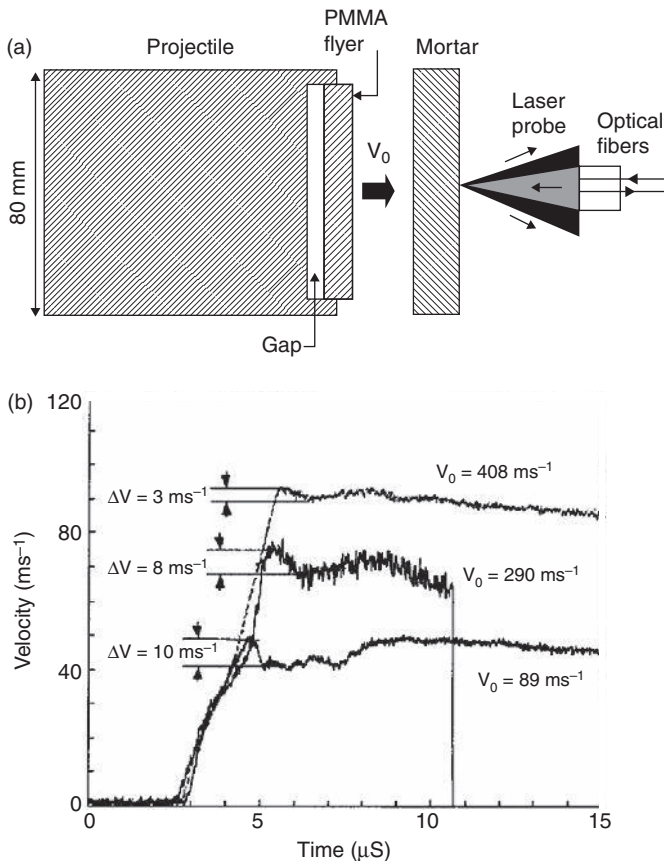 (a)
Projectile
PMMA
flyer
Mortar
Laser
probe
Optical
fibers
V₀
80 mm
Gap
(b)
120
80
40
0
Velocity (ms⁻¹)
ΔV = 3 ms⁻¹
ΔV = 8 ms⁻¹
ΔV = 10 ms⁻¹
V₀ = 408 ms⁻¹
V₀ = 290 ms⁻¹
V₀ = 89 ms⁻¹
0 5 10 15
Time (μS)